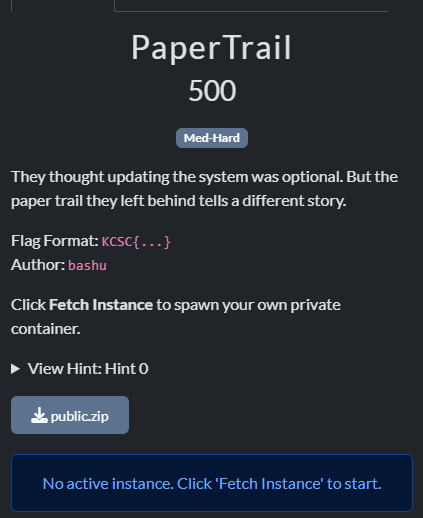 PaperTrail
500
Med-Hard
They thought updating the system was optional. But the
paper trail they left behind tells a different story.
Flag Format: KCSC{...}
Author: bashu
Click Fetch Instance to spawn your own private
container.
View Hint: Hint 0
public.zip
No active instance. Click 'Fetch Instance' to start.